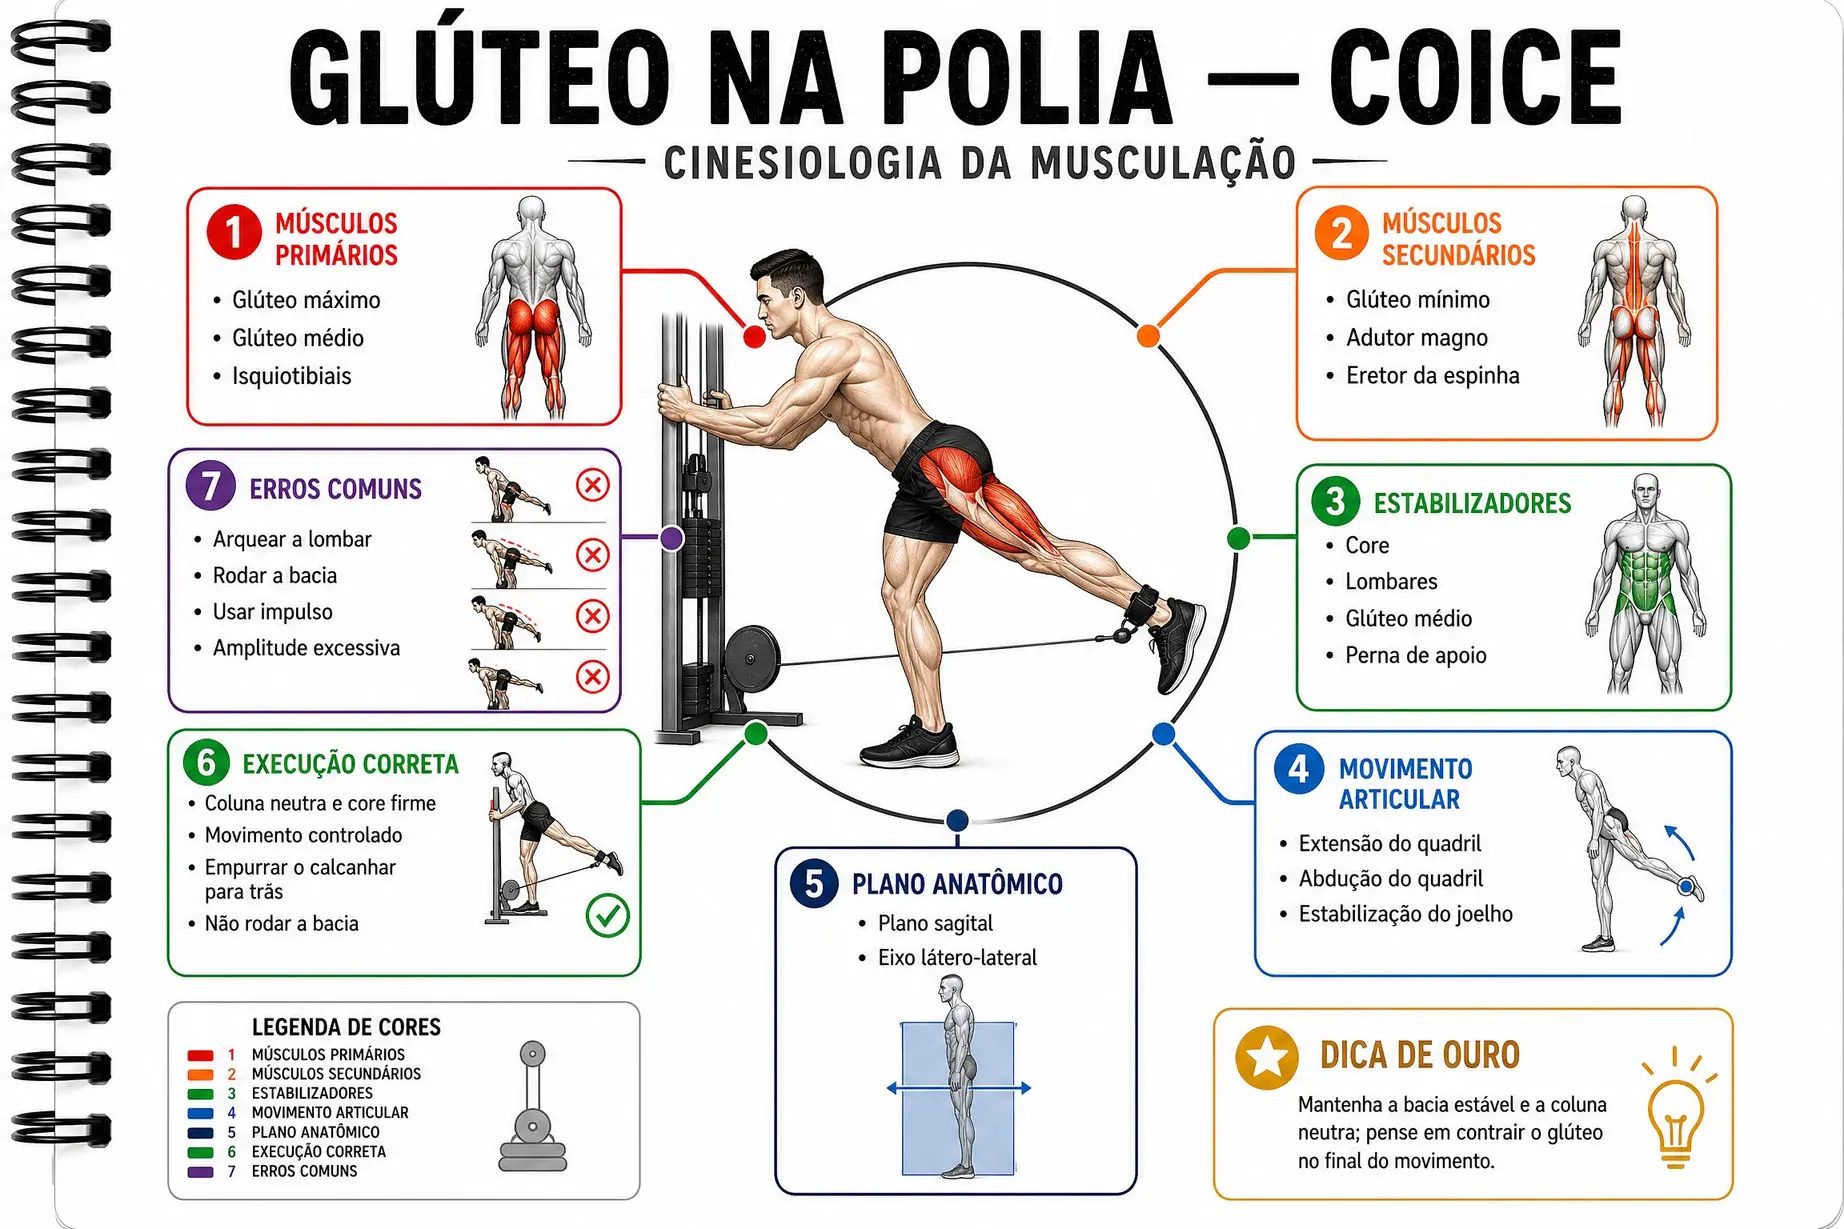 GLÚTEO NA POLIA — COICE
CINESIOLOGIA DA MUSCULAÇÃO
1 MÚSCULOS
PRIMÁRIOS
• Glúteo máximo
• Glúteo médio
• Isquiotibiais
2 MÚSCULOS
SECUNDÁRIOS
• Glúteo mínimo
• Adutor magno
• Eretor da espinha
3 ESTABILIZADORES
• Core
• Lombares
• Glúteo médio
• Perna de apoio
4 MOVIMENTO
ARTICULAR
• Extensão do quadril
• Abdução do quadril
• Estabilização do joelho
5 PLANO ANATÔMICO
• Plano sagital
• Eixo látero-lateral
6 EXECUÇÃO CORRETA
• Coluna neutra e core firme
• Movimento controlado
• Empurrar o calcanhar
para trãs
• Não rodar a bacia
7 ERROS COMUNS
• Arquear a lombar
• Rodar a bacia
• Usar impulso
• Amplitude excessiva
LEGENDA DE CORES
1 MÚSCULOS PRIMÁRIOS
2 MÚSCULOS SECUNDÁRIOS
3 ESTABILIZADORES
4 MOVIMENTO ARTICULAR
5 PLANO ANATÔMICO
6 EXECUÇÃO CORRETA
7 ERROS COMUNS
DICA DE OURO
Mantenha a bacia estável e a coluna
neutra; pense em contrair o glúteo
no final do movimento.